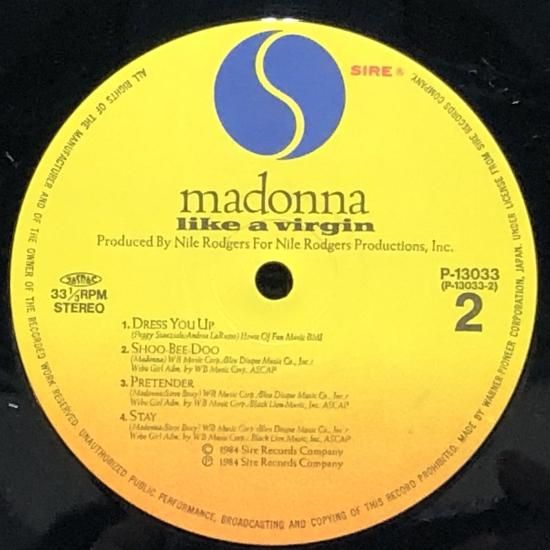 SIRE®
madonna
like a virgin
Produced By Nile Rodgers For Nile Rodgers Productions, Inc.
JASRAC
33 1/3 RPM
STEREO
P-13033
(P-13033-2)
2
1. DRESS YOU UP
(Peggy Stanziale/Andrea LaRusso) House Of Fun Music BMI
2. SHOO-BEE-DOO
(Madonna) WB Music Corp./Bleu Disque Music Co., Inc./
Webo Girl Adm. by WB Music Corp. ASCAP
3. PRETENDER
(Madonna/Steve Bray) WB Music Corp./Bleu Disque Music Co., Inc./
Webo Girl Adm. by WB Music Corp./Black Lion Music, Inc. ASCAP
4. STAY
(Madonna/Steve Bray) WB Music Corp./Bleu Disque Music Co., Inc./
Webo Girl Adm. by WB Music Corp./Black Lion Music, Inc. ASCAP
© 1984 Sire Records Company
℗ 1984 Sire Records Company
ALL RIGHTS OF THE MANUFACTURER AND OF THE OWNER OF THE RECORDED WORK RESERVED. UNAUTHORIZED PUBLIC PERFORMANCE, BROADCASTING AND COPYING OF THIS RECORD PROHIBITED. MADE BY WARNER-PIONEER CORPORATION, JAPAN. UNDER LICENSE FROM SIRE RECORDS COMPANY.